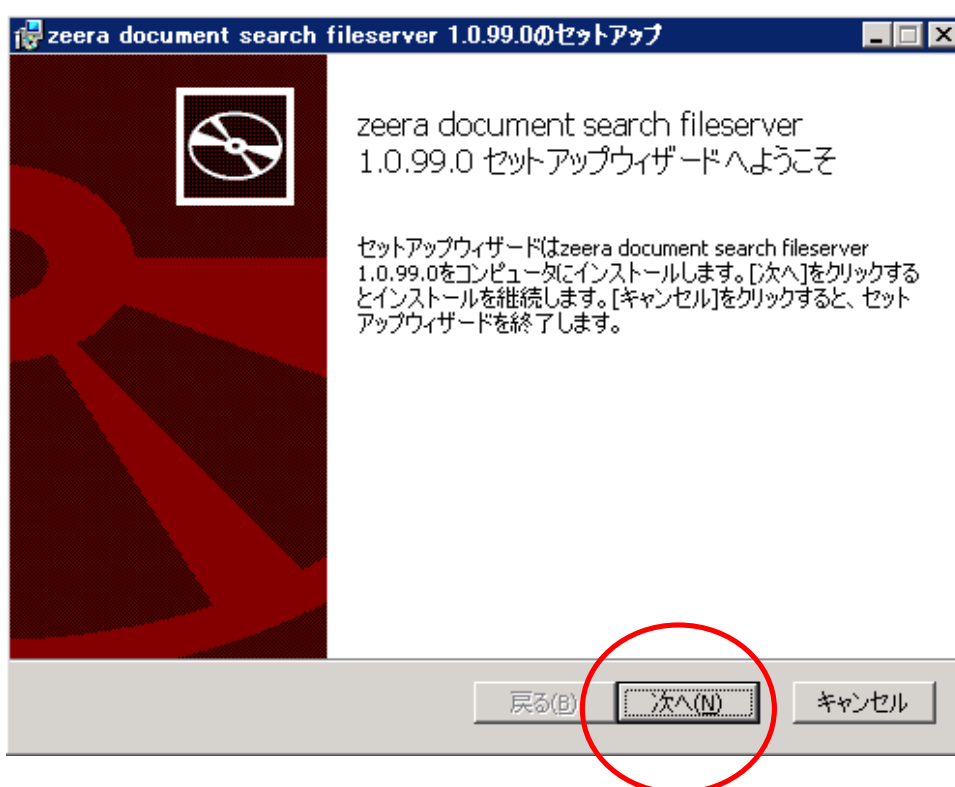 zeera document search fileserver 1.0.99.0のセットアップ
zeera document search fileserver
1.0.99.0 セットアップウィザードへようこそ
セットアップウィザードはzeera document search fileserver
1.0.99.0をコンピュータにインストールします。[次へ]をクリックする
とインストールを継続します。[キャンセル]をクリックすると、セット
アップウィザードを終了します。
戻る(B)
次へ(N)
キャンセル